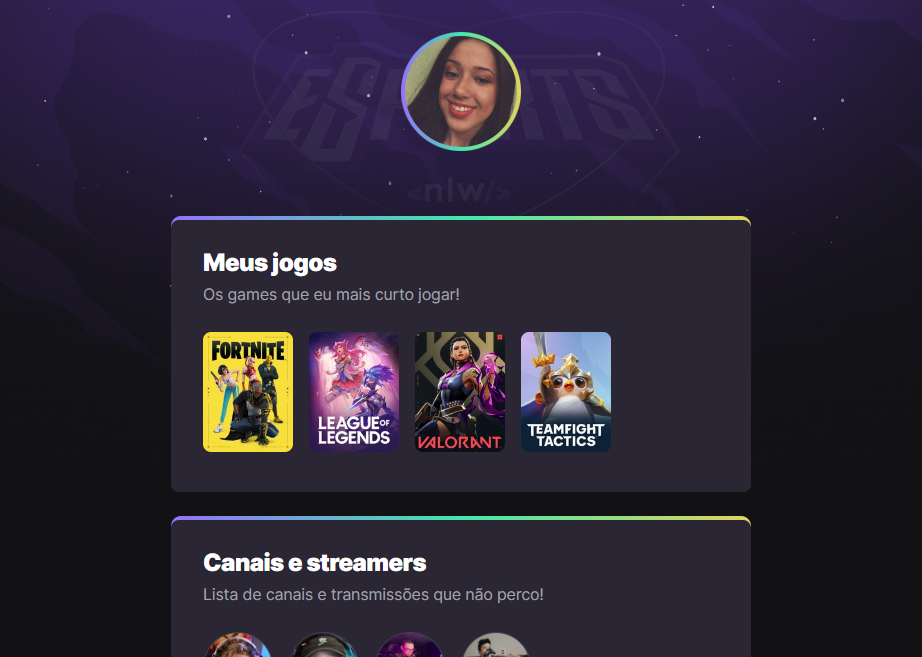 ESPORTS
<nlw/>
Meus jogos
Os games que eu mais curto jogar!
FORTNITE
LEAGUE OF
LEGENDS
VALORANT
TEAMFIGHT
TACTICS
Canais e streamers
Lista de canais e transmissões que não perco!